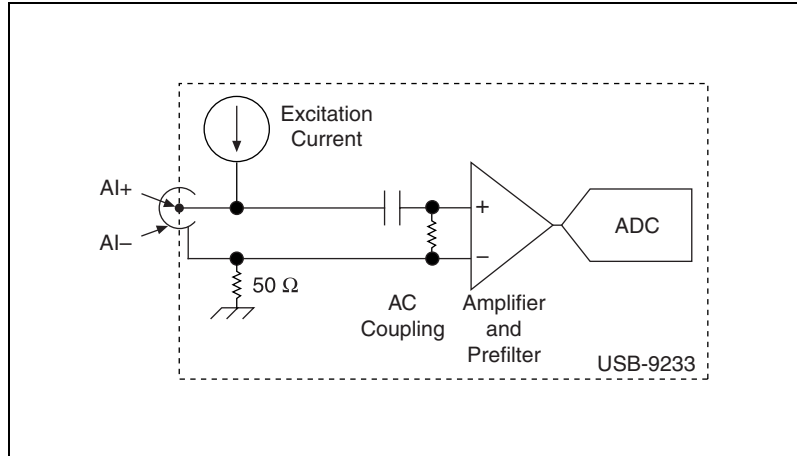 Excitation
Current
AI+
AI–
+
–
ADC
50 Ω
AC
Coupling
Amplifier
and
Prefilter
USB-9233